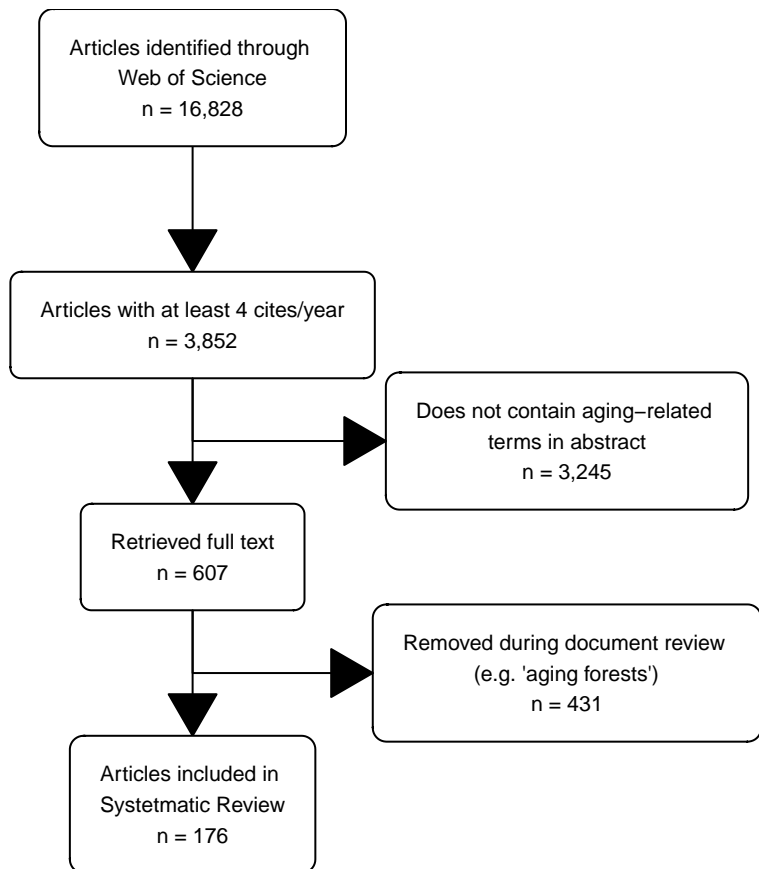 Articles identified through
Web of Science
n = 16,828
Articles with at least 4 cites/year
n = 3,852
Does not contain aging−related
terms in abstract
n = 3,245
Retrieved full text
n = 607
Removed during document review
(e.g. 'aging forests')
n = 431
Articles included in
Systetmatic Review
n = 176